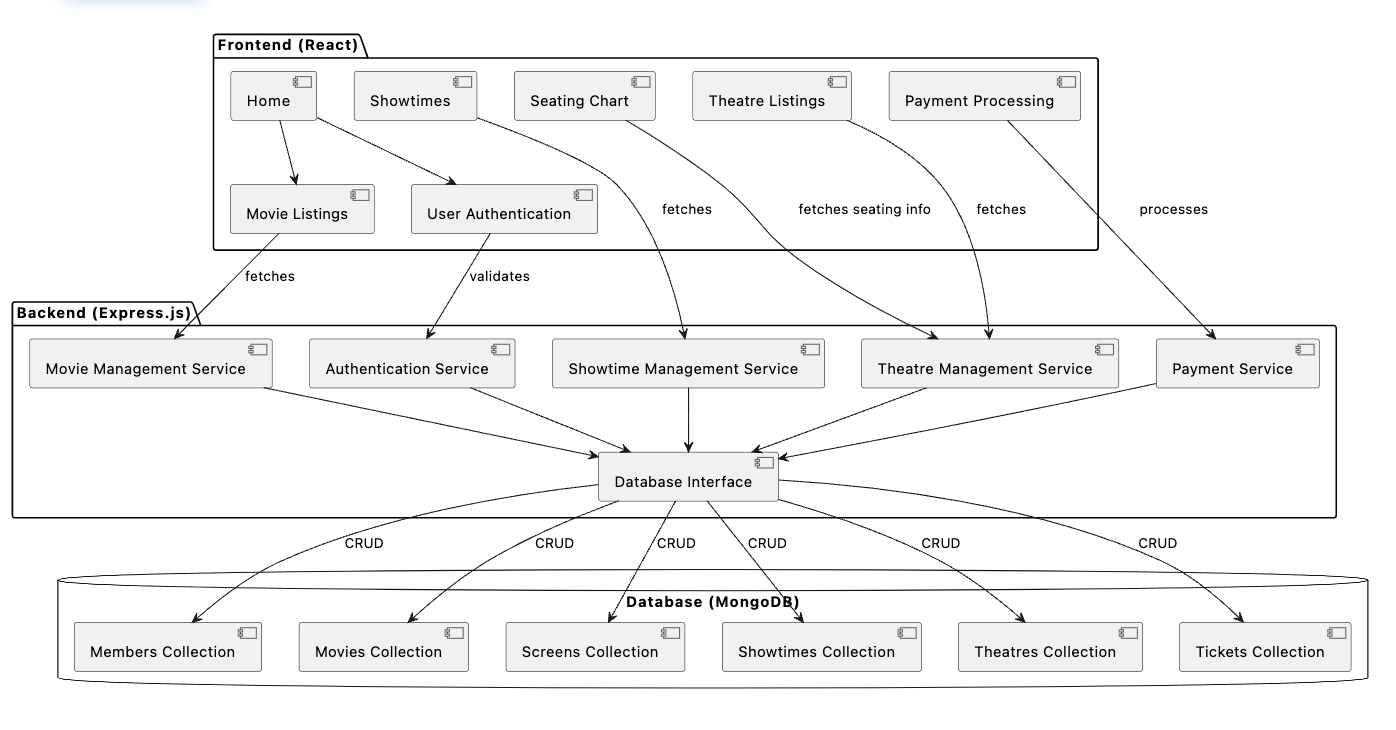 Frontend (React)
Home
Showtimes
Seating Chart
Theatre Listings
Payment Processing
Movie Listings
User Authentication
fetches
fetches seating info
fetches
processes
fetches
validates
Backend (Express.js)
Movie Management Service
Authentication Service
Showtime Management Service
Theatre Management Service
Payment Service
Database Interface
CRUD
CRUD
CRUD
CRUD
CRUD
CRUD
Database (MongoDB)
Members Collection
Movies Collection
Screens Collection
Showtimes Collection
Theatres Collection
Tickets Collection